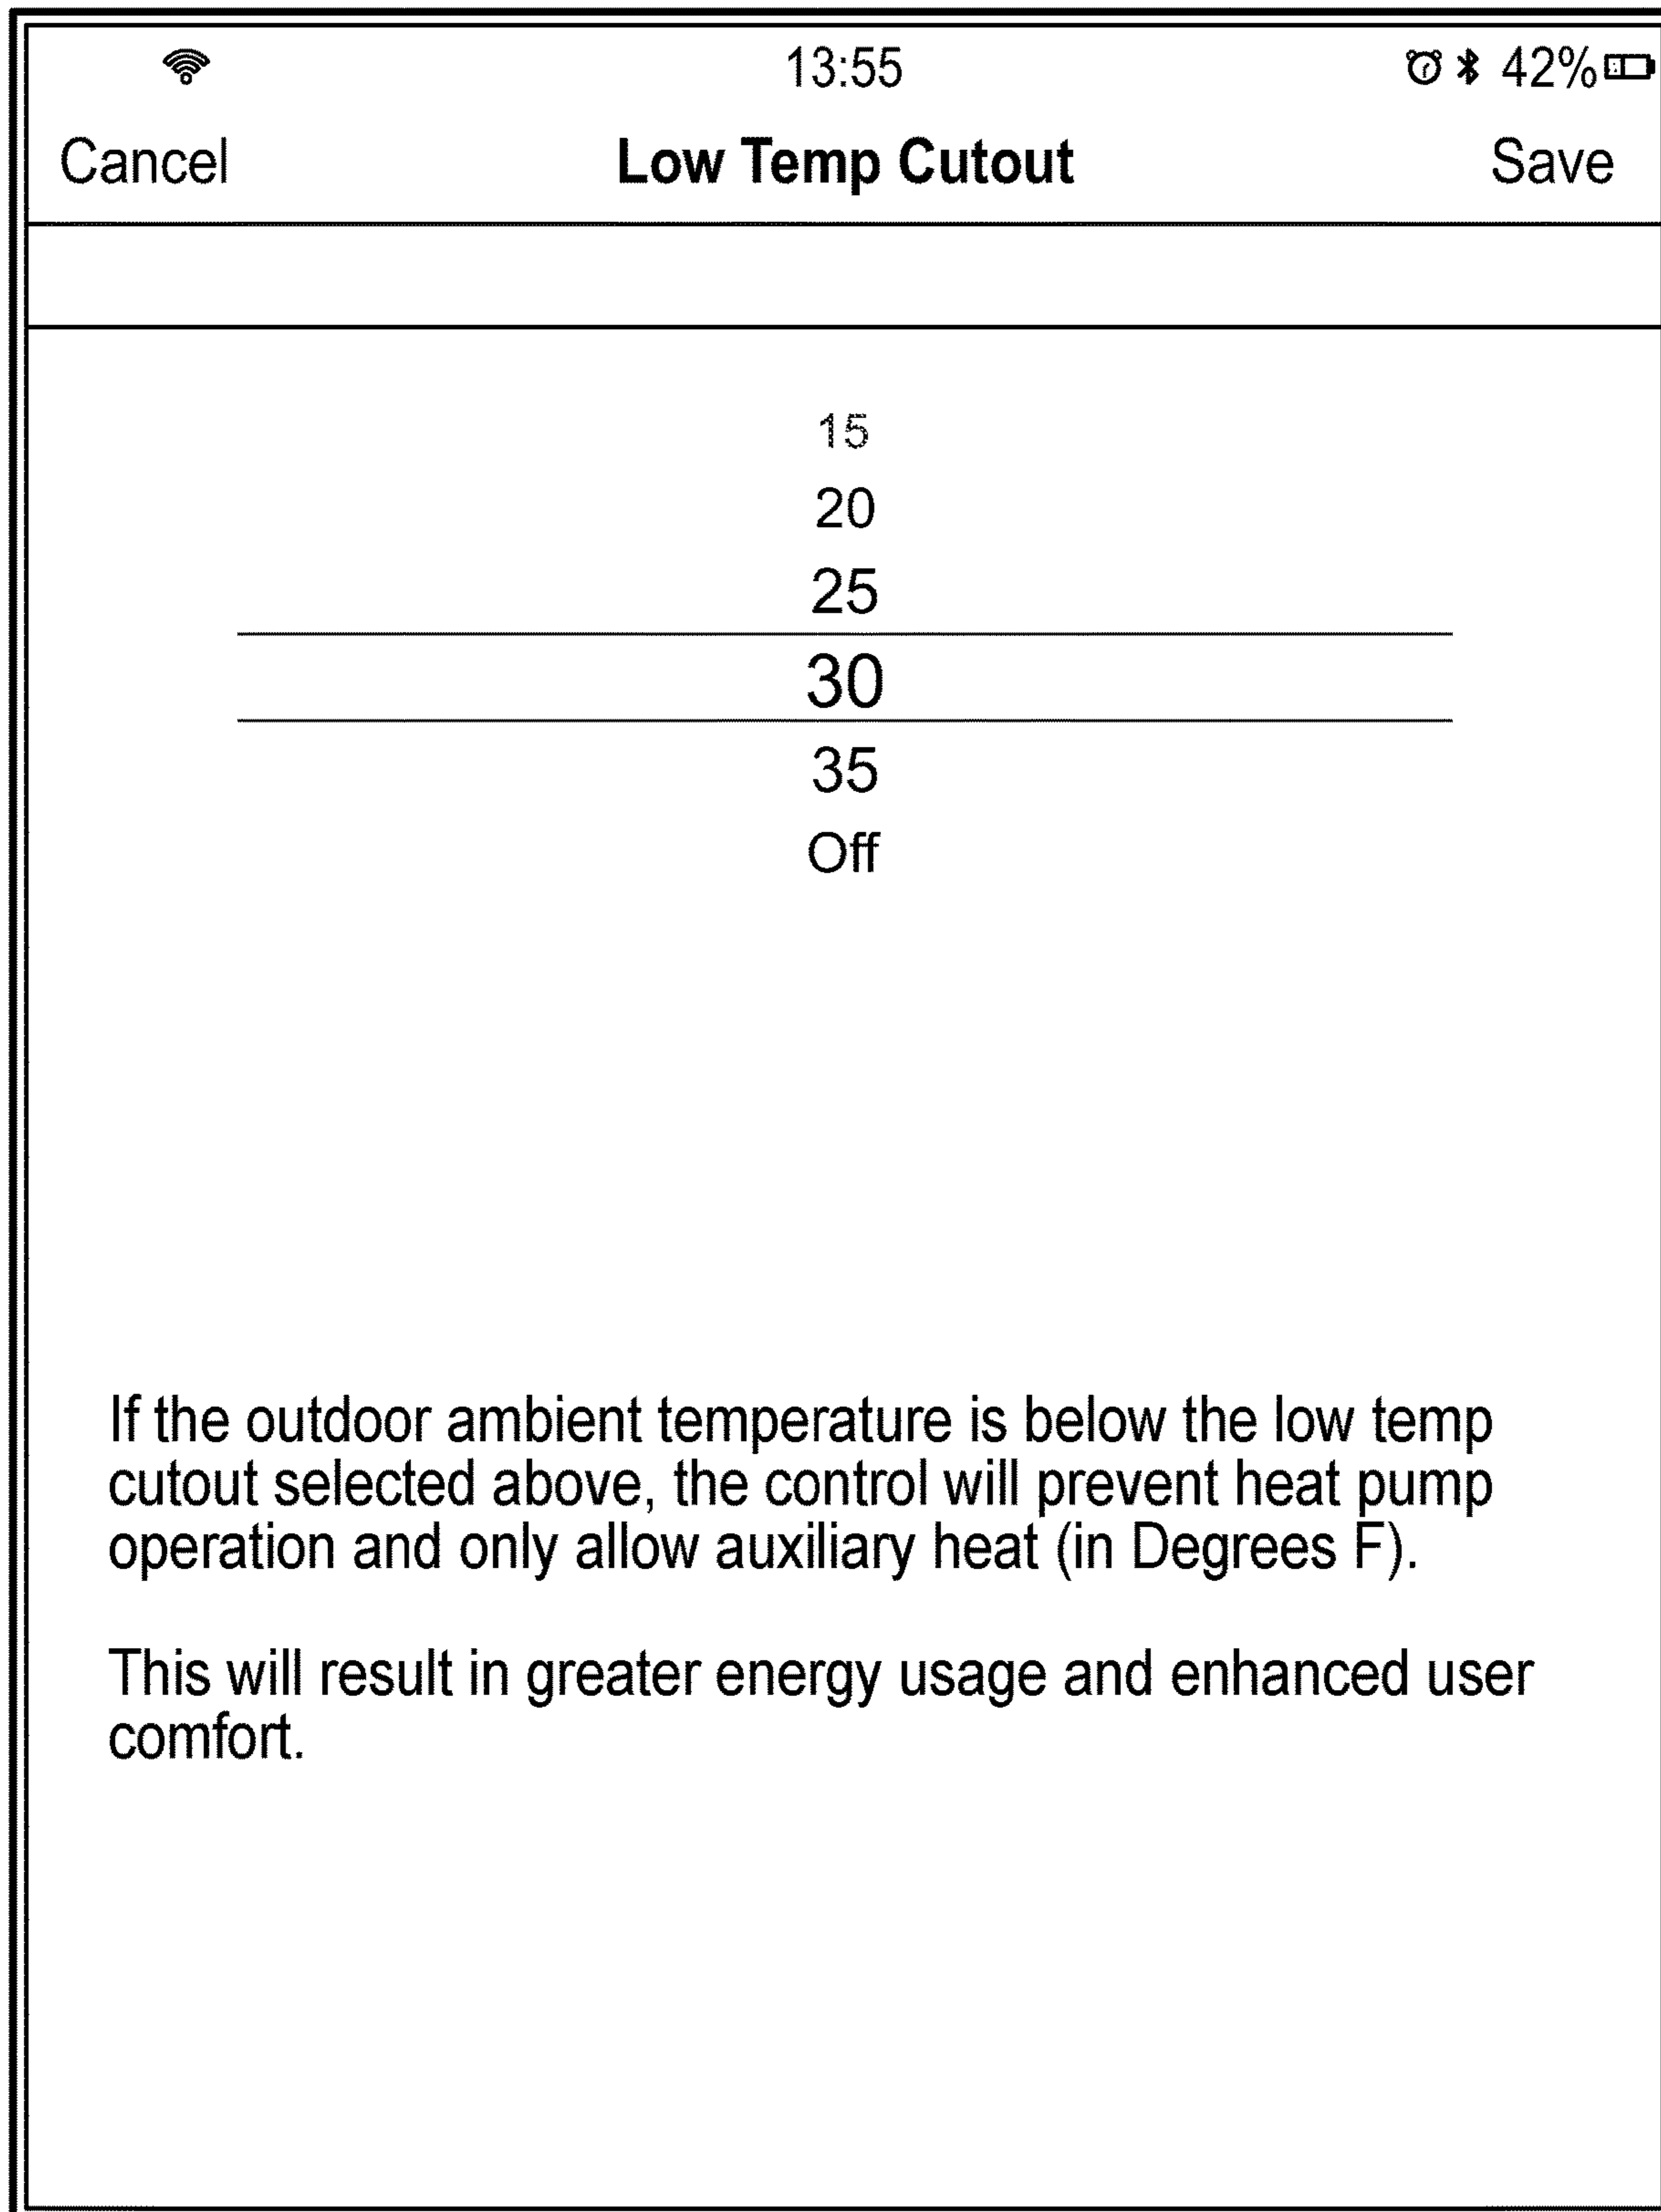 13:55 42%
Cancel Low Temp Cutout Save
15
20
25
30
35
Off
If the outdoor ambient temperature is below the low temp
cutout selected above, the control will prevent heat pump
operation and only allow auxiliary heat (in Degrees F).
This will result in greater energy usage and enhanced user
comfort.